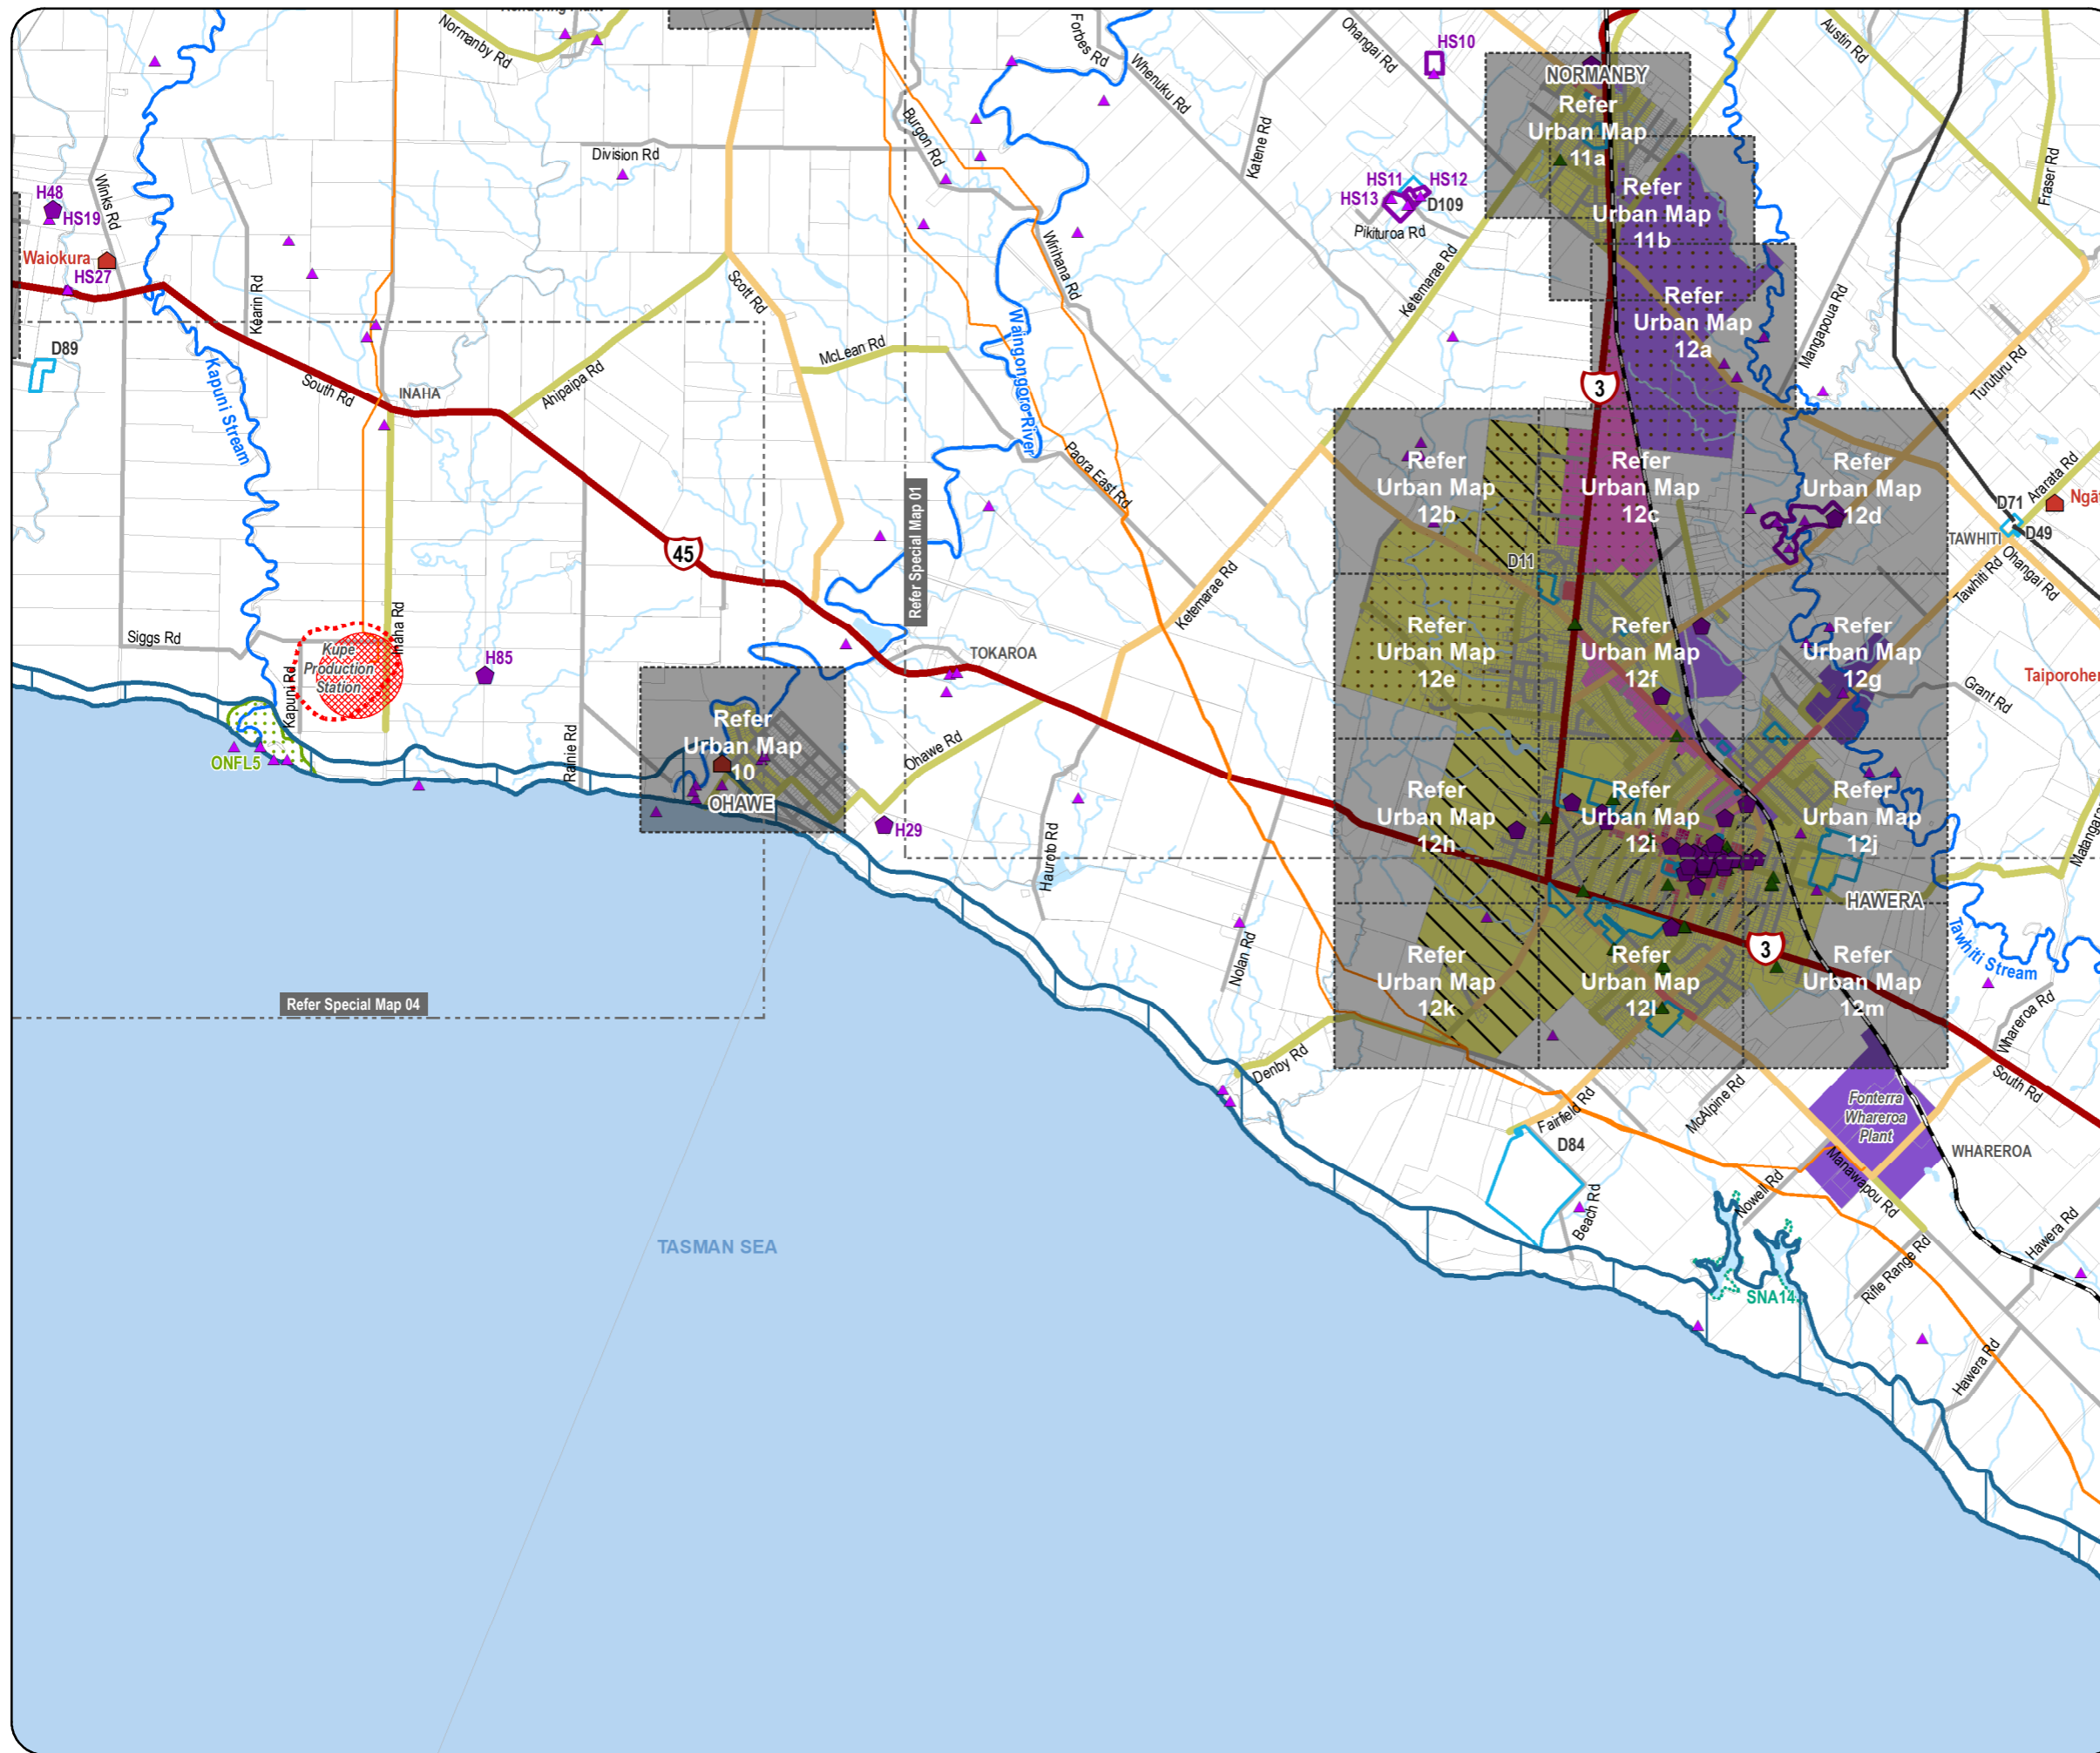 Normanby Rd
Forbes Rd
Whenuku Rd
Ohangai Rd
HS10
Austin Rd
NORMANBY
Refer
Urban Map
11a
Burgon Rd
Katene Rd
Division Rd
Fraser Rd
H48
HS19
Winks Rd
HS11
HS12
HS13
D109
Pikituroa Rd
Refer
Urban Map
11b
Waiokura
HS27
Wirihana Rd
Ketemarae Rd
Scott Rd
Kearin Rd
Refer
Urban Map
12a
Mangapoua Rd
D89
Kapuni Stream
McLean Rd
Waingongoro River
Turuturu Rd
South Rd
INAHA
Ahipaipa Rd
3
Paora East Rd
Refer
Urban Map
12b
Refer
Urban Map
12c
Refer
Urban Map
12d
Ararata Rd
D71
D49
TAWHITI
Ohangai Rd
Tawhiti Rd
45
Refer Special Map 01
D11
Ketemarae Rd
Siggs Rd
Inaha Rd
Kupe
Production
Station
Kapuni Rd
H85
TOKAROA
Refer
Urban Map
12e
Refer
Urban Map
12f
Refer
Urban Map
12g
Grant Rd
ONFL5
Rainie Rd
Refer
Urban Map
10
OHAWE
Ohawe Rd
H29
Hauroto Rd
Refer
Urban Map
12h
Refer
Urban Map
12i
Refer
Urban Map
12j
HAWERA
Nolan Rd
Refer
Urban Map
12k
Refer
Urban Map
12l
3
Refer
Urban Map
12m
Tawhiti Stream
Refer Special Map 04
Whareroa Rd
Denby Rd
South Rd
Fairfield Rd
McAlpine Rd
Fonterra
Whareroa
Plant
D84
WHAREROA
Manawapou Rd
Nowell Rd
Beach Rd
Hawera Rd
TASMAN SEA
Rifle Range Rd
SNA14
Hawera Rd